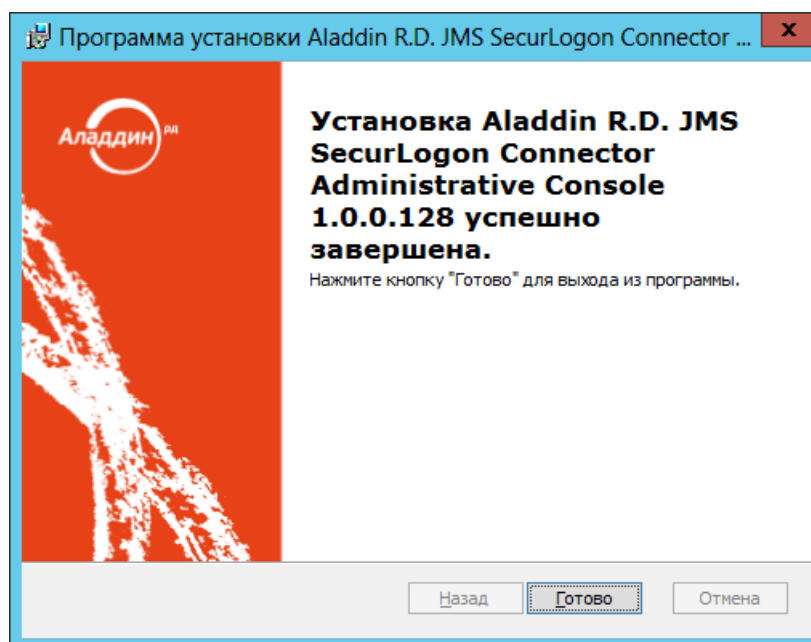 Программа установки Aladdin R.D. JMS SecurLogon Connector ...
x
Аладдин РД
Установка Aladdin R.D. JMS
SecurLogon Connector
Administrative Console
1.0.0.128 успешно
завершена.
Нажмите кнопку "Готово" для выхода из программы.
Назад
Готово
Отмена